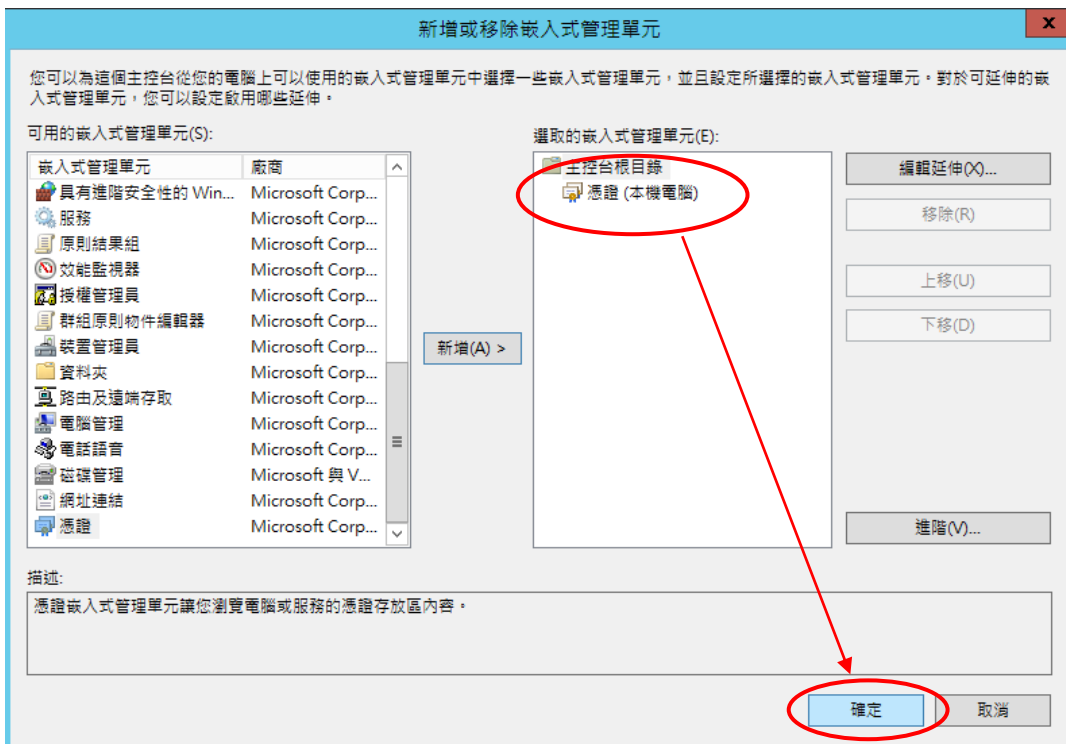 新增或移除嵌入式管理單元
x
您可以為這個主控台從您的電腦上可以使用的嵌入式管理單元中選擇一些嵌入式管理單元，並且設定所選擇的嵌入式管理單元。對於可延伸的嵌
入式管理單元，您可以設定啟用哪些延伸。
可用的嵌入式管理單元(S):
嵌入式管理單元 廠商
具有進階安全性的 Win... Microsoft Corp...
服務 Microsoft Corp...
原則結果組 Microsoft Corp...
效能監視器 Microsoft Corp...
授權管理員 Microsoft Corp...
群組原則物件編輯器 Microsoft Corp...
裝置管理員 Microsoft Corp...
資料夾 Microsoft Corp...
路由及遠端存取 Microsoft Corp...
電腦管理 Microsoft Corp...
電話語音 Microsoft Corp...
磁碟管理 Microsoft 與 V...
網址連結 Microsoft Corp...
憑證 Microsoft Corp...
新增(A) >
選取的嵌入式管理單元(E):
主控台根目錄
憑證 (本機電腦)
編輯延伸(X)...
移除(R)
上移(U)
下移(D)
進階(V)...
描述:
憑證嵌入式管理單元讓您瀏覽電腦或服務的憑證存放區內容。
確定
取消